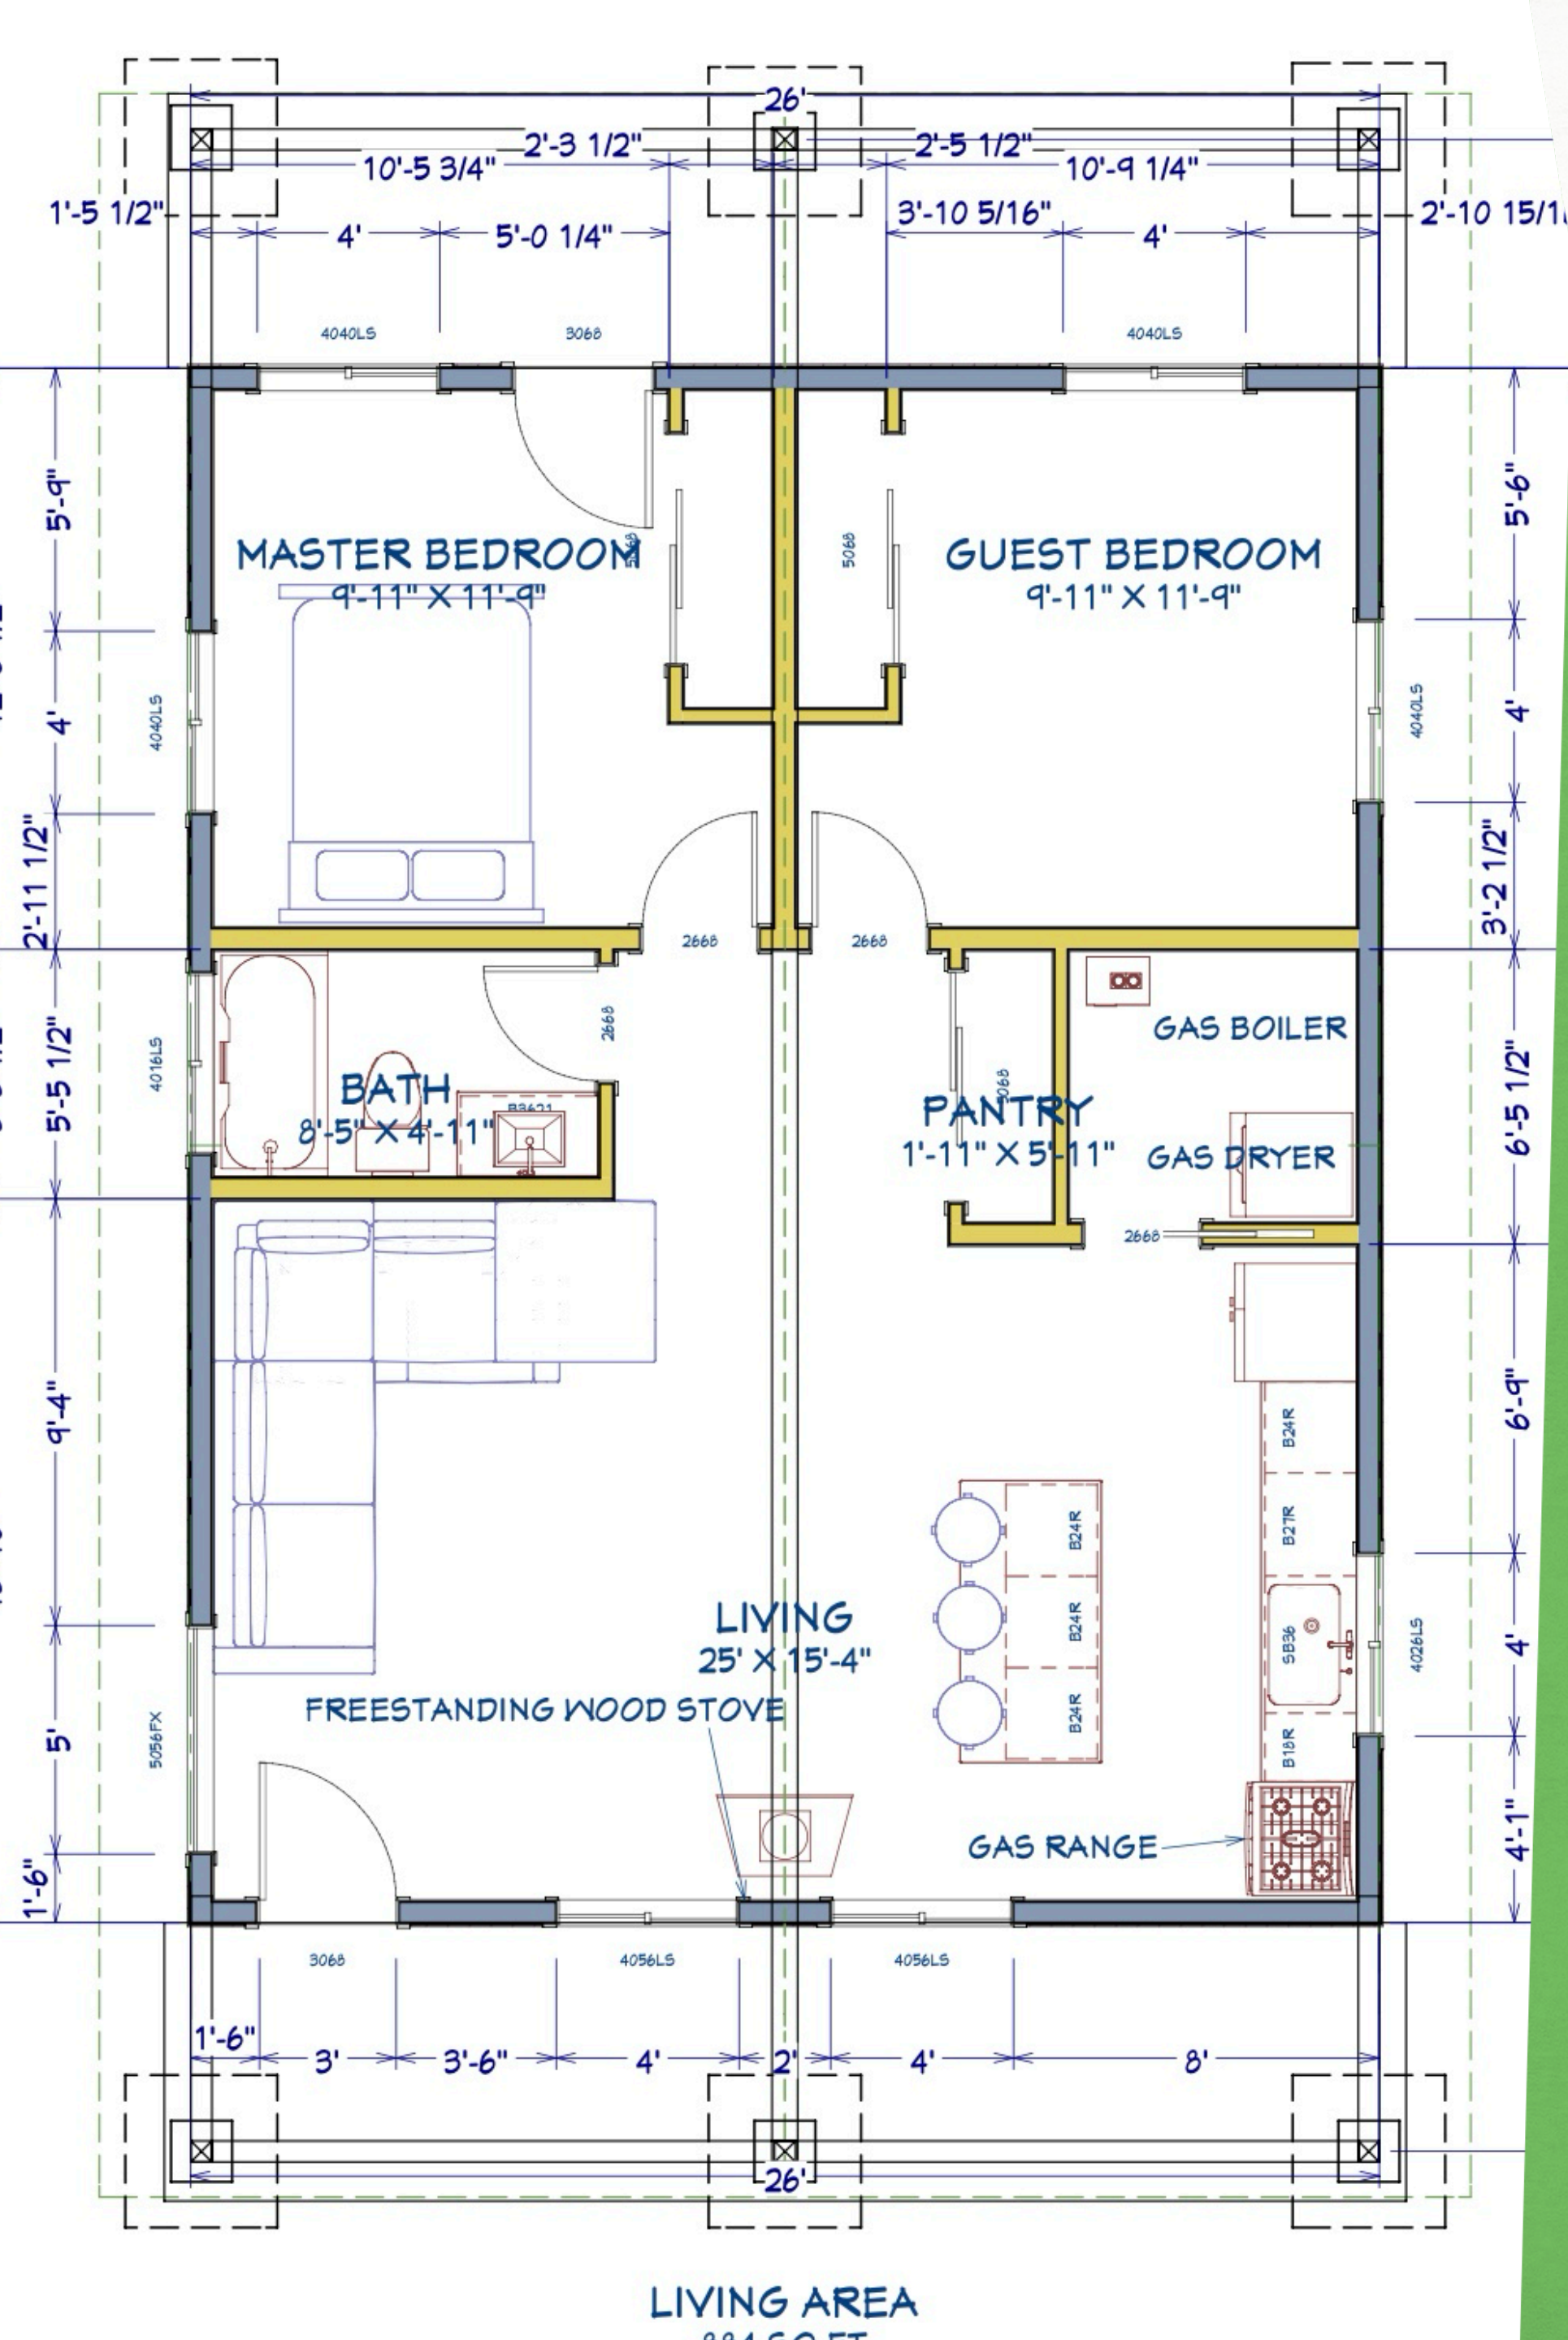 26'
2'-3 1/2"
2'-5 1/2"
10'-5 3/4"
10'-9 1/4"
1'-5 1/2"
3'-10 5/16"
4'
5'-0 1/4"
4'
4040LS
3068
4040LS
5'-9"
5'-6"
MASTER BEDROOM
9'-11" X 11'-9"
5068
GUEST BEDROOM
9'-11" X 11'-9"
4'
4040LS
4040LS
4'
2'-11 1/2"
3'-2 1/2"
2668
2668
2668
5'-5 1/2"
4016LS
BATH
8'-5" X 4'-11"
B3621
PANTRY
1'-11" X 5'-11"
GAS BOILER
GAS DRYER
6'-5 1/2"
2668
9'-4"
6'-9"
B24R
B27R
B24R
B24R
B24R
SB36
B18R
4026LS
4'
LIVING
25' X 15'-4"
FREESTANDING WOOD STOVE
5'
5056FX
GAS RANGE
4'-1"
1'-6"
3068
4056LS
4056LS
1'-6"
3'
3'-6"
4'
2'
4'
8'
26'
LIVING AREA